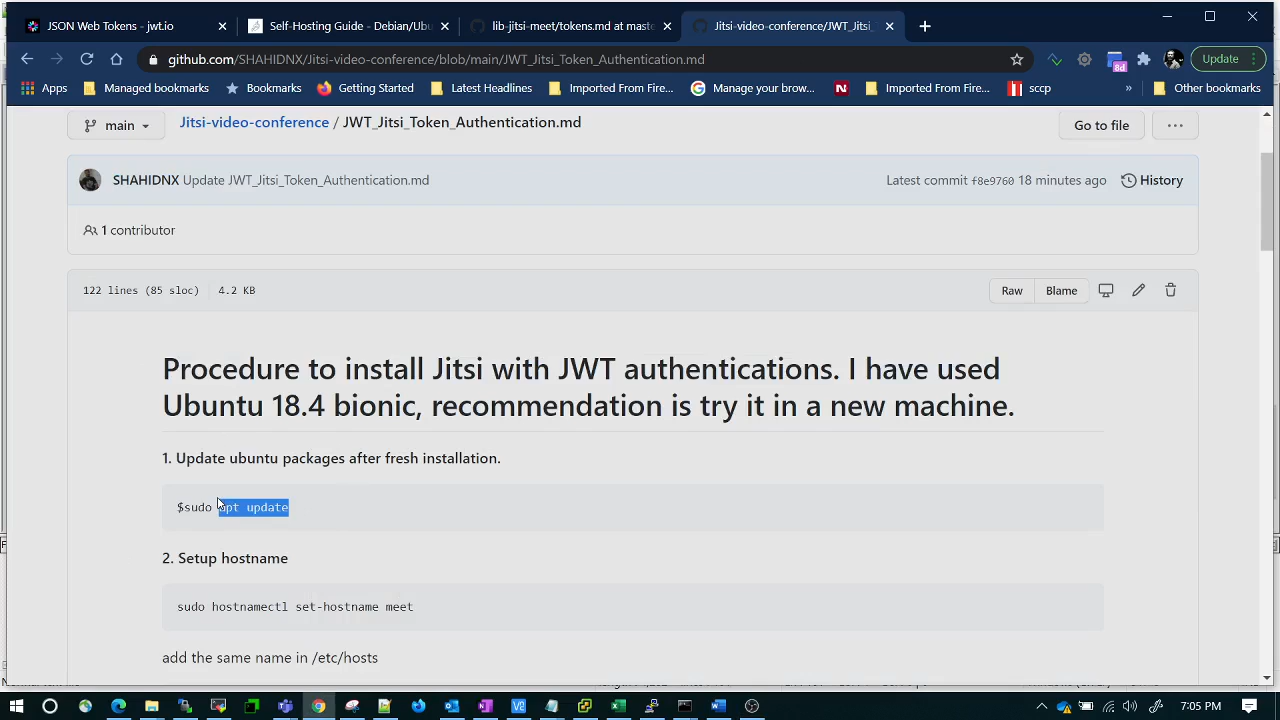 JSON Web Tokens - jwt.io
Self-Hosting Guide - Debian/Ubu
lib-jitsi-meet/tokens.md at maste
Jitsi-video-conference/JWT_Jitsi_
github.com/SHAHIDNX/Jitsi-video-conference/blob/main/JWT_Jitsi_Token_Authentication.md
8d
Update
Apps
Managed bookmarks
Bookmarks
Getting Started
Latest Headlines
Imported From Fire...
Manage your brow...
N
Imported From Fire...
sccp
»
Other bookmarks
main
Jitsi-video-conference / JWT_Jitsi_Token_Authentication.md
Go to file
...
SHAHIDNX Update JWT_Jitsi_Token_Authentication.md
Latest commit f8e9760 18 minutes ago
History
1 contributor
122 lines (85 sloc)
4.2 KB
Raw
Blame
Procedure to install Jitsi with JWT authentications. I have used
Ubuntu 18.4 bionic, recommendation is try it in a new machine.
1. Update ubuntu packages after fresh installation.
$sudo apt update
2. Setup hostname
sudo hostnamectl set-hostname meet
add the same name in /etc/hosts
7:05 PM